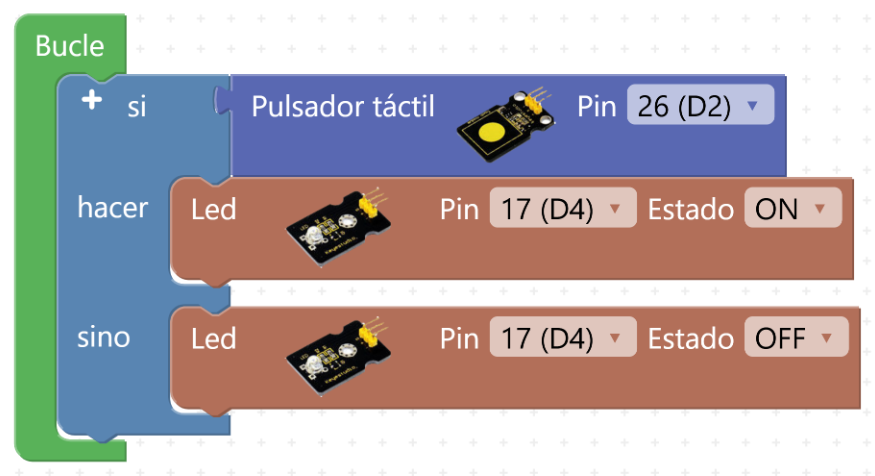 Bucle
+ si Pulsador táctil Pin 26 (D2)
hacer Led Pin 17 (D4) Estado ON
sino Led Pin 17 (D4) Estado OFF